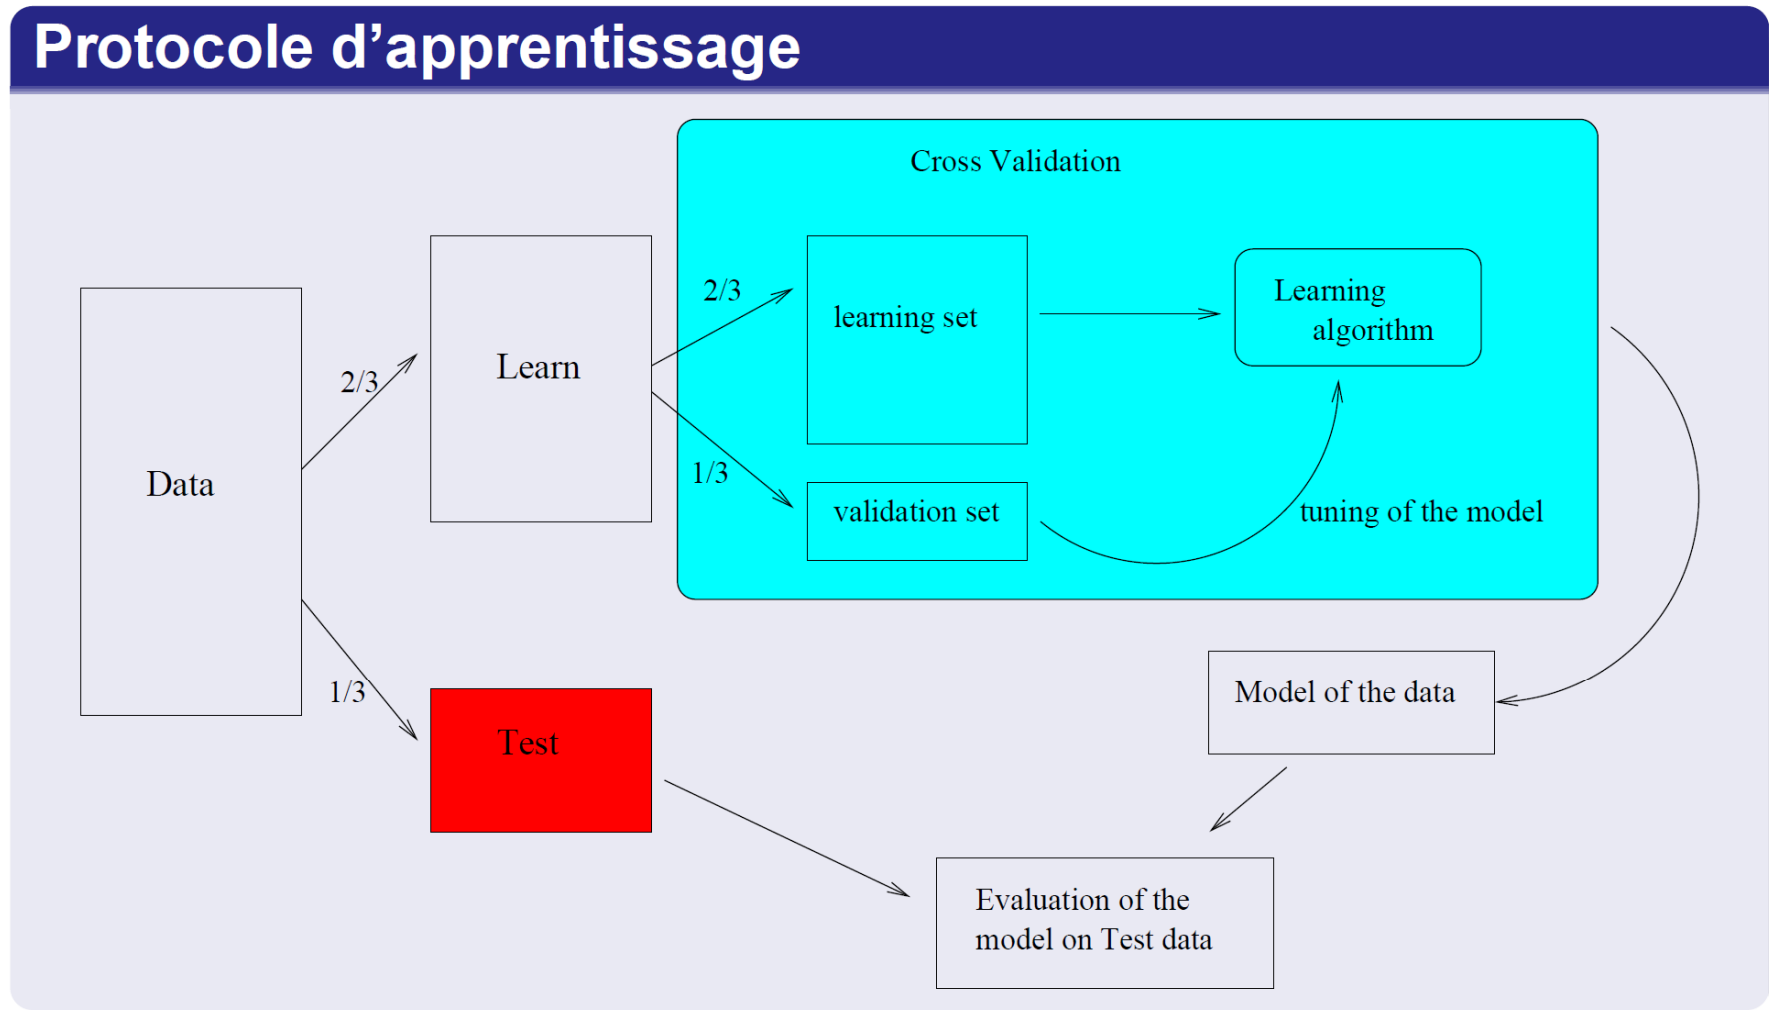 Protocole d’apprentissage
Cross Validation
Data
2/3
1/3
Learn
Test
2/3
1/3
learning set
validation set
Learning
algorithm
tuning of the model
Model of the data
Evaluation of the
model on Test data